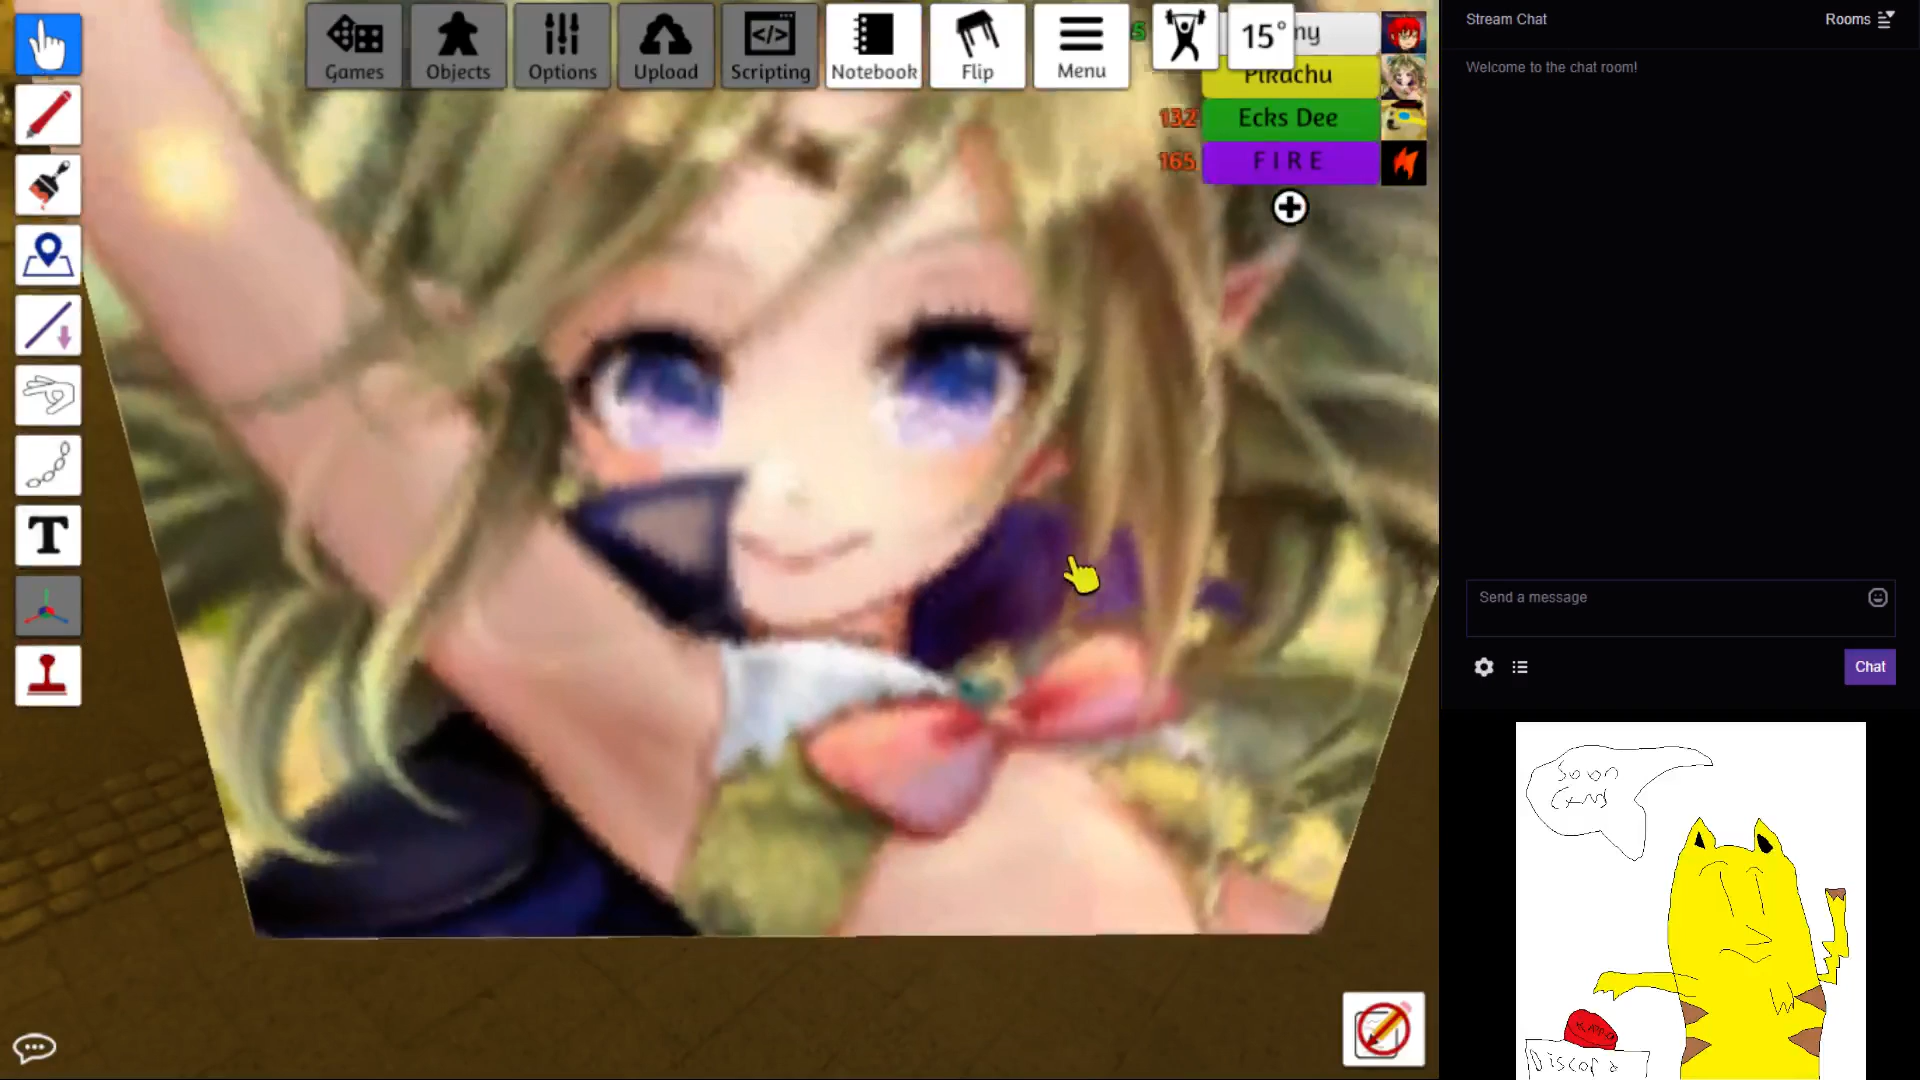 Games
Objects
Options
Upload
Scripting
Notebook
Flip
Menu
15°
Pikachu
132
Ecks Dee
165
F I R E
T
Stream Chat
Rooms
Welcome to the chat room!
Send a message
Chat
Soon